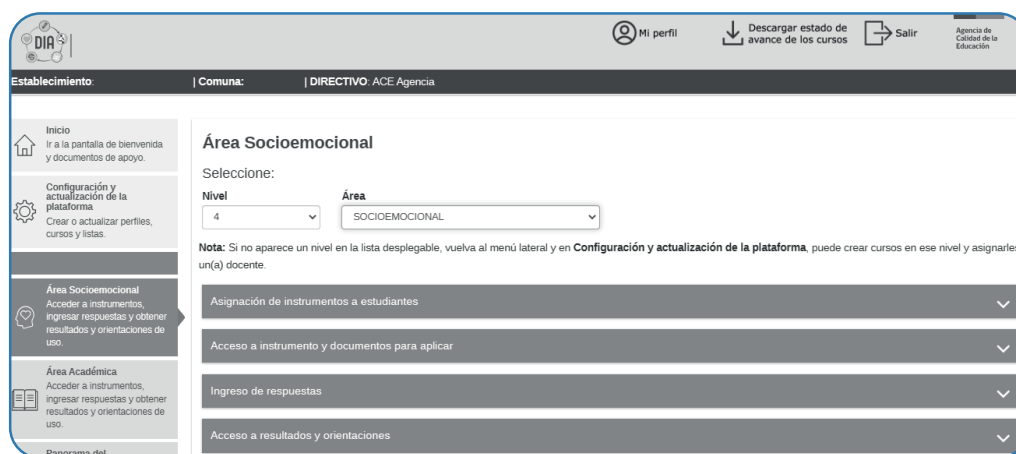 DIA
Mi perfil
Descargar estado de
avance de los cursos
Salir
Agencia de
Calidad de la
Educación
Establecimiento:
| Comuna:
| DIRECTIVO: ACE Agencia
Inicio
Ir a la pantalla de bienvenida
y documentos de apoyo.
Configuración y
actualización de la
plataforma
Crear o actualizar perfiles,
cursos y listas.
Área Socioemocional
Acceder a instrumentos,
ingresar respuestas y obtener
resultados y orientaciones de
uso.
Área Académica
Acceder a instrumentos,
ingresar respuestas y obtener
resultados y orientaciones de
uso.
Panorama del
Área Socioemocional
Seleccione:
Nivel
Área
4
SOCIOEMOCIONAL
Nota: Si no aparece un nivel en la lista desplegable, vuelva al menú lateral y en Configuración y actualización de la plataforma, puede crear cursos en ese nivel y asignarles
un(a) docente.
Asignación de instrumentos a estudiantes
Acceso a instrumento y documentos para aplicar
Ingreso de respuestas
Acceso a resultados y orientaciones